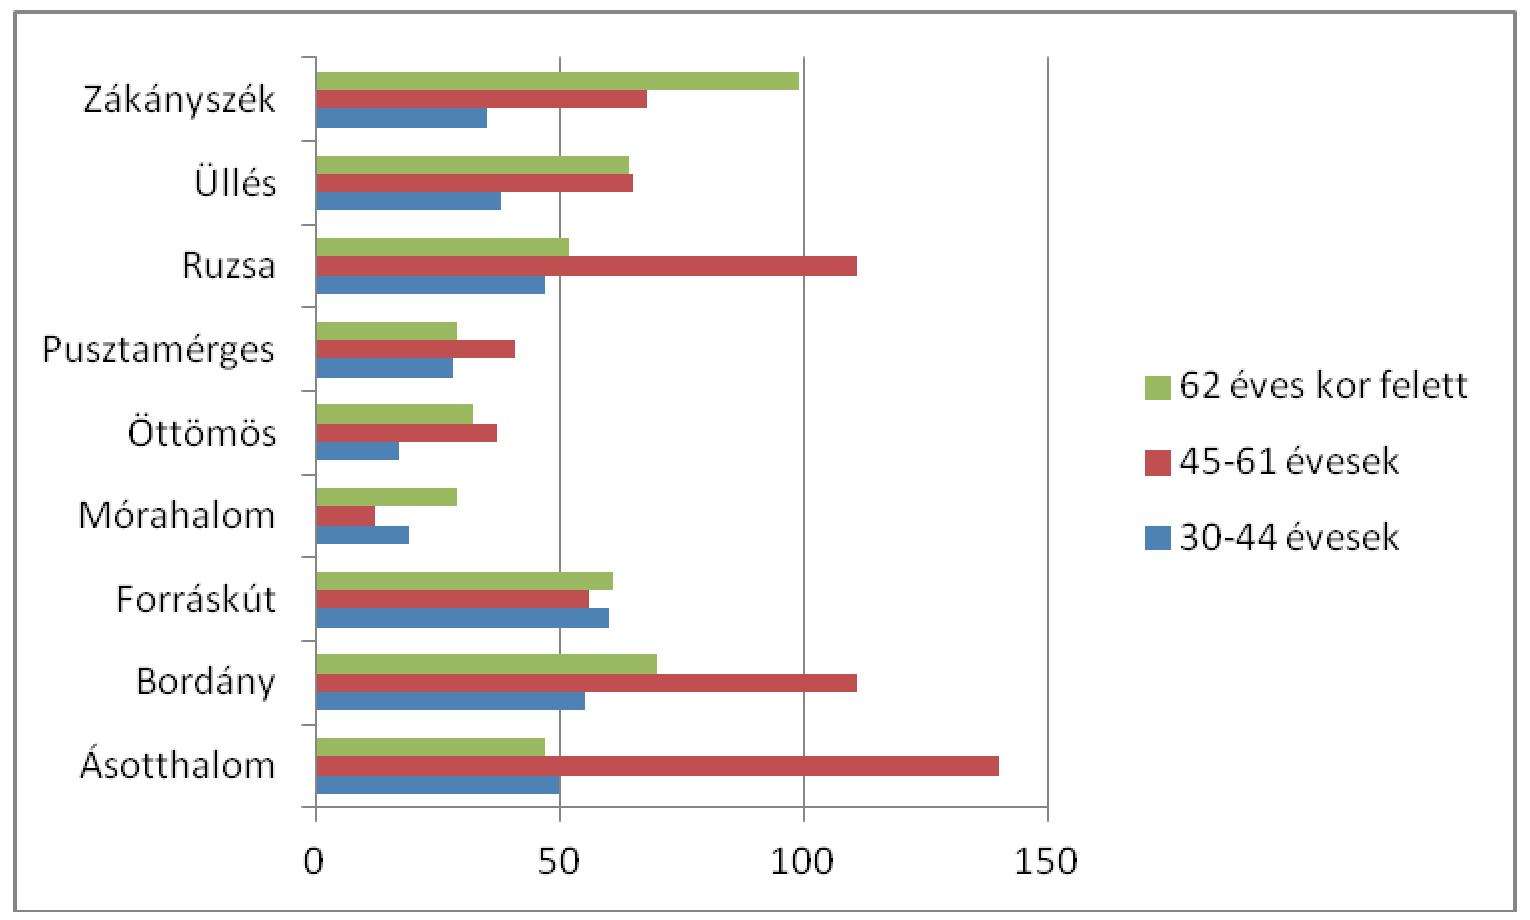 Zákányszék
Üllés
Ruzsa
Pusztamérges
Öttömös
Mórahalom
Forráskút
Bordány
Ásotthalom
0 50 100 150
62 éves kor felett
45-61 évesek
30-44 évesek